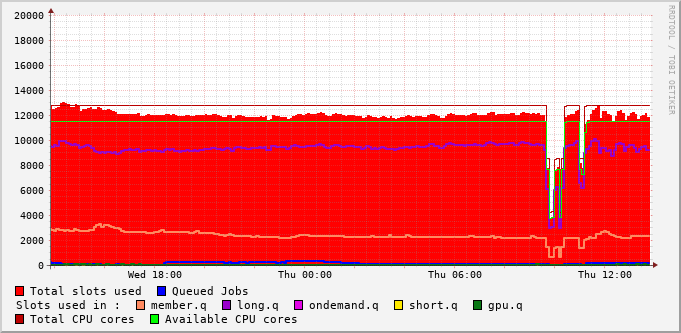 20000
18000
16000
14000
12000
10000
8000
6000
4000
2000
0
Wed 18:00 Thu 00:00 Thu 06:00 Thu 12:00
RRDTOOL / TOBI OETIKER
Total slots used Queued Jobs
Slots used in : member.q long.q ondemand.q short.q gpu.q
Total CPU cores Available CPU cores